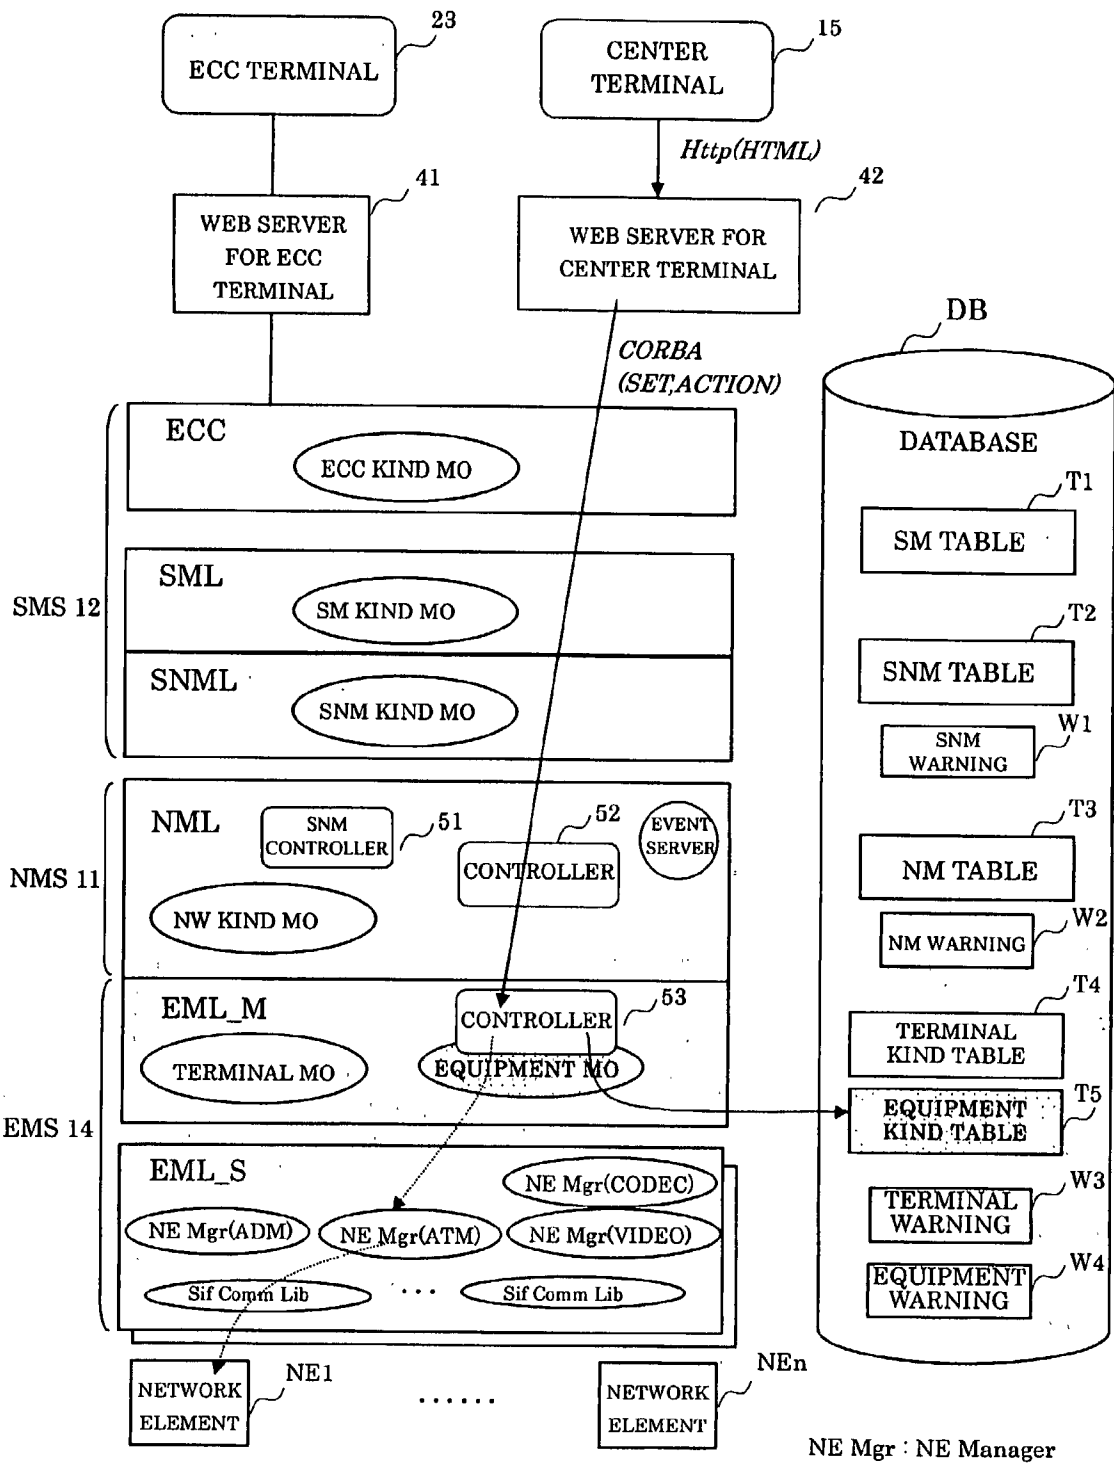 23
ECC TERMINAL
15
CENTER
TERMINAL
Http(HTML)
41
WEB SERVER
FOR ECC
TERMINAL
42
WEB SERVER FOR
CENTER TERMINAL
CORBA
(SET,ACTION)
DB
DATABASE
ECC
ECC KIND MO
T1
SM TABLE
SMS 12
SML
SM KIND MO
T2
SNM TABLE
SNML
SNM KIND MO
W1
SNM
WARNING
NMS 11
NML
SNM
CONTROLLER
51
52
CONTROLLER
EVENT
SERVER
NW KIND MO
T3
NM TABLE
W2
NM WARNING
EMS 14
EML_M
CONTROLLER
53
TERMINAL MO
EQUIPMENT MO
T4
TERMINAL
KIND TABLE
T5
EQUIPMENT
KIND TABLE
EML_S
NE Mgr(CODEC)
NE Mgr(ADM)
NE Mgr(ATM)
NE Mgr(VIDEO)
Sif Comm Lib
· · ·
Sif Comm Lib
W3
TERMINAL
WARNING
W4
EQUIPMENT
WARNING
NE1
NETWORK
ELEMENT
· · · · · ·
NEn
NETWORK
ELEMENT
NE Mgr : NE Manager